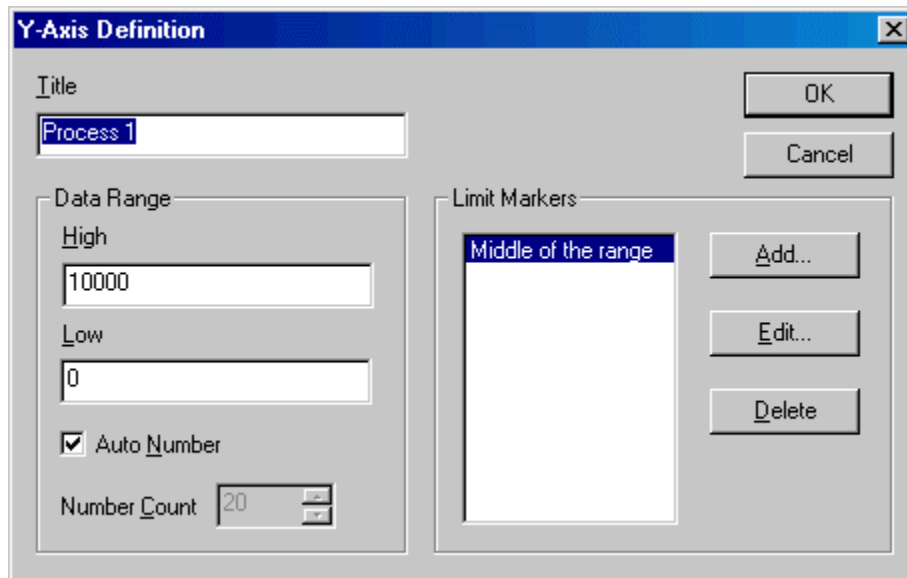 Y-Axis Definition
Title
Process 1
OK
Cancel
Data Range
High
10000
Low
0
Auto Number
Number Count 20
Limit Markers
Middle of the range
Add...
Edit...
Delete